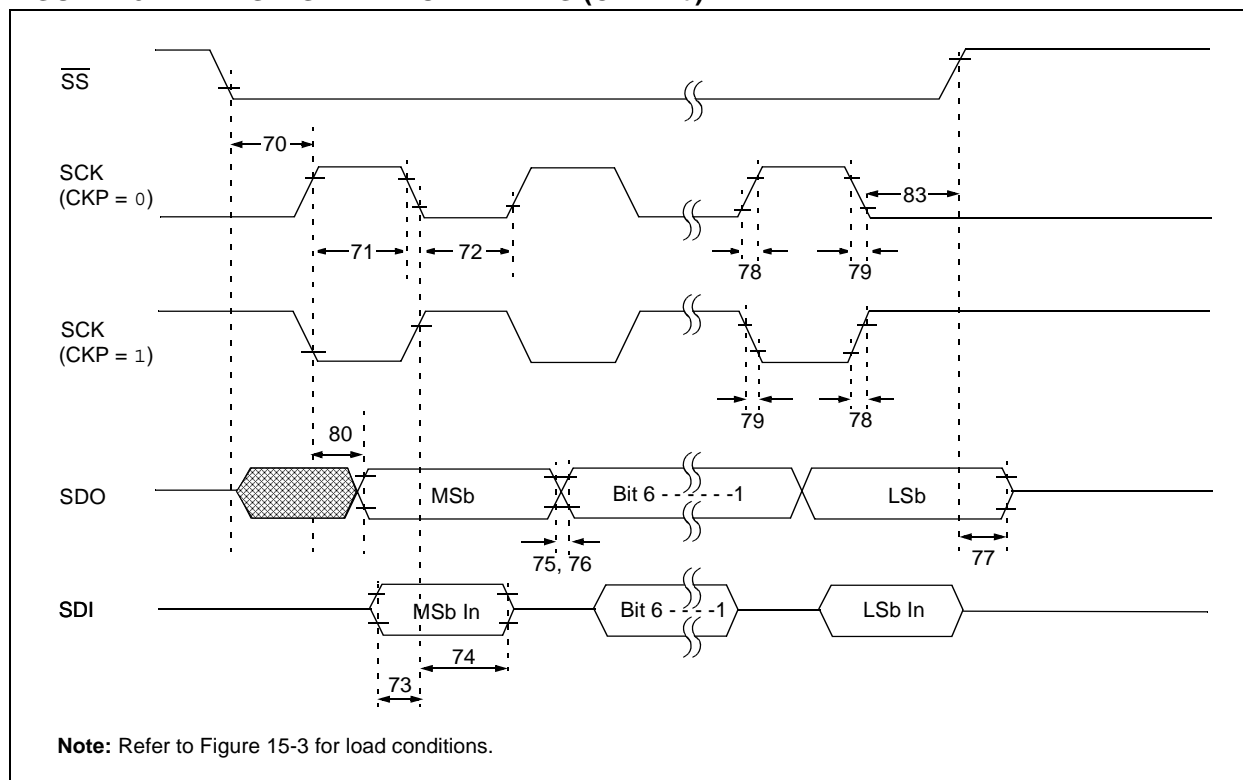 SS
70
SCK
(CKP = 0)
83
71
72
78
79
SCK
(CKP = 1)
79
78
80
SDO
MSb
Bit 6 - - - - - -1
LSb
75, 76
77
SDI
MSb In
Bit 6 - - - - -1
LSb In
74
73
Note: Refer to Figure 15-3 for load conditions.